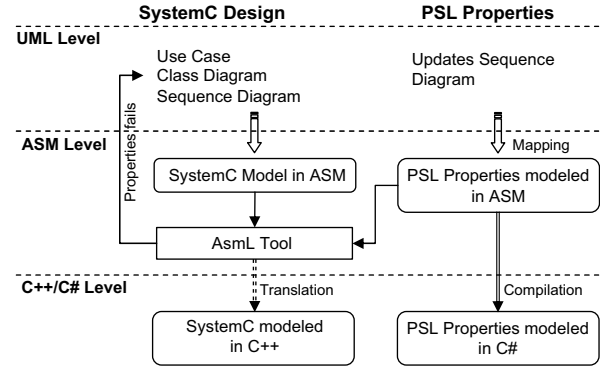 SystemC Design PSL Properties
UML Level
Use Case
Class Diagram
Sequence Diagram
Updates Sequence
Diagram
Properties fails
ASM Level
Mapping
SystemC Model in ASM
PSL Properties modeled
in ASM
AsmL Tool
C++/C# Level
Translation
Compilation
SystemC modeled
in C++
PSL Properties modeled
in C#